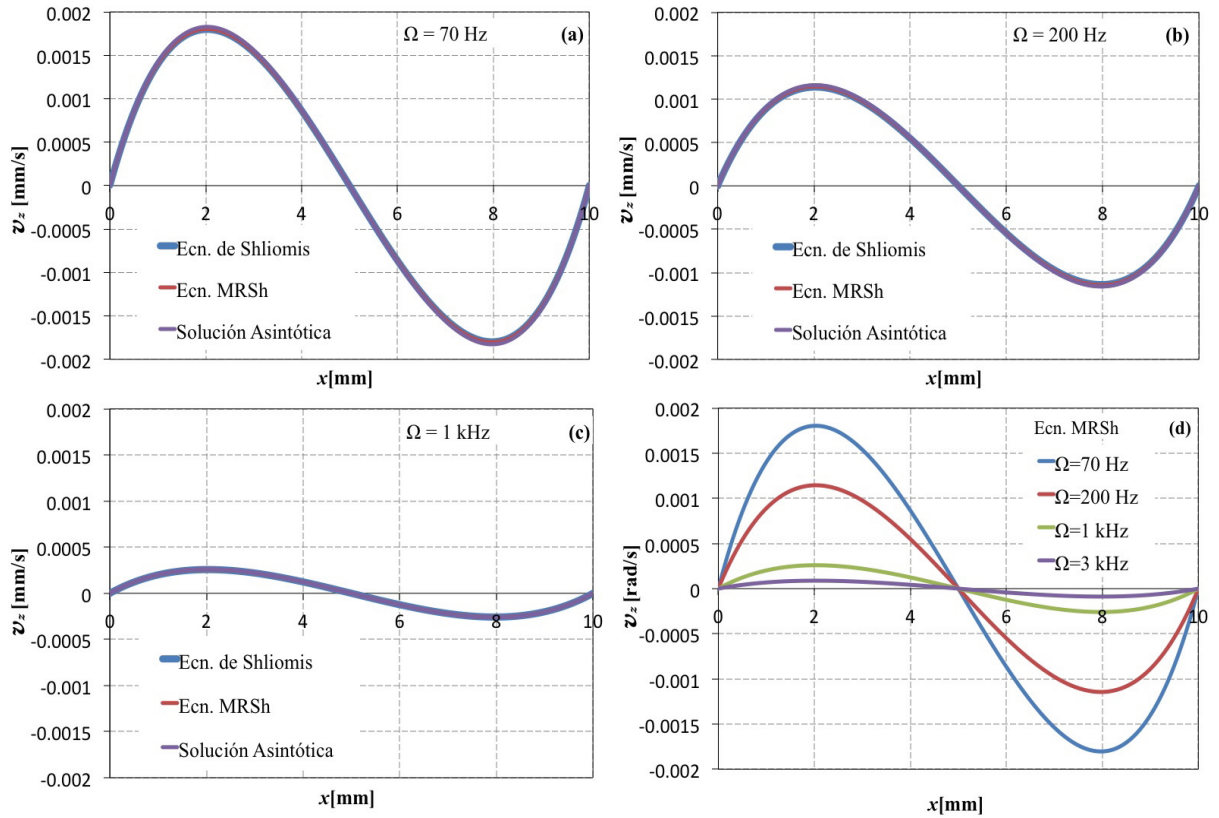 Ω = 70 Hz (a)
0.002
0.0015
0.001
0.0005
0
-0.0005
-0.001
-0.0015
-0.002
0 2 4 6 8 10
v_z [mm/s]
x[mm]
Ecn. de Shliomis
Ecn. MRSh
Solución Asintótica
Ω = 200 Hz (b)
0.002
0.0015
0.001
0.0005
0
-0.0005
-0.001
-0.0015
-0.002
0 2 4 6 8 10
v_z [mm/s]
x[mm]
Ecn. de Shliomis
Ecn. MRSh
Solución Asintótica
Ω = 1 kHz (c)
0.002
0.0015
0.001
0.0005
0
-0.0005
-0.001
-0.0015
-0.002
0 2 4 6 8 10
v_z [mm/s]
x[mm]
Ecn. de Shliomis
Ecn. MRSh
Solución Asintótica
Ecn. MRSh (d)
Ω=70 Hz
Ω=200 Hz
Ω=1 kHz
Ω=3 kHz
0.002
0.0015
0.001
0.0005
0
-0.0005
-0.001
-0.0015
-0.002
0 2 4 6 8 10
v_z [rad/s]
x[mm]